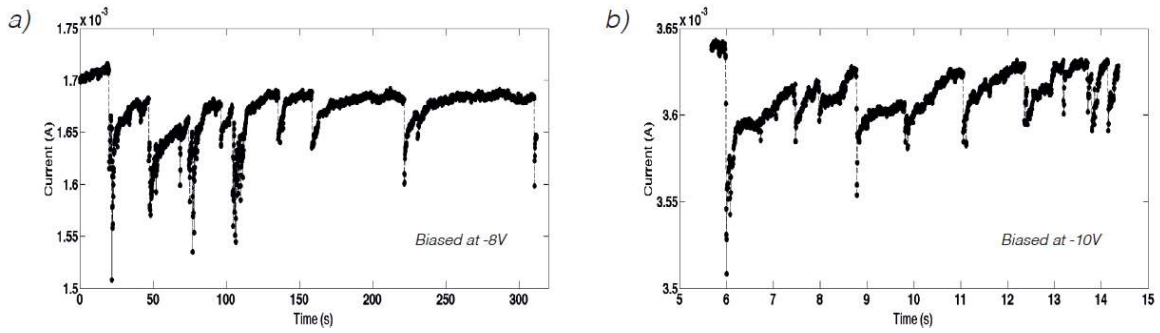 a)
x 10⁻³
1.75
1.7
1.65
1.6
1.55
1.5
Current (A)
0 50 100 150 200 250 300
Time (s)
Biased at -8V
b)
x 10⁻³
3.65
3.6
3.55
3.5
Current (A)
5 6 7 8 9 10 11 12 13 14 15
Time (s)
Biased at -10V